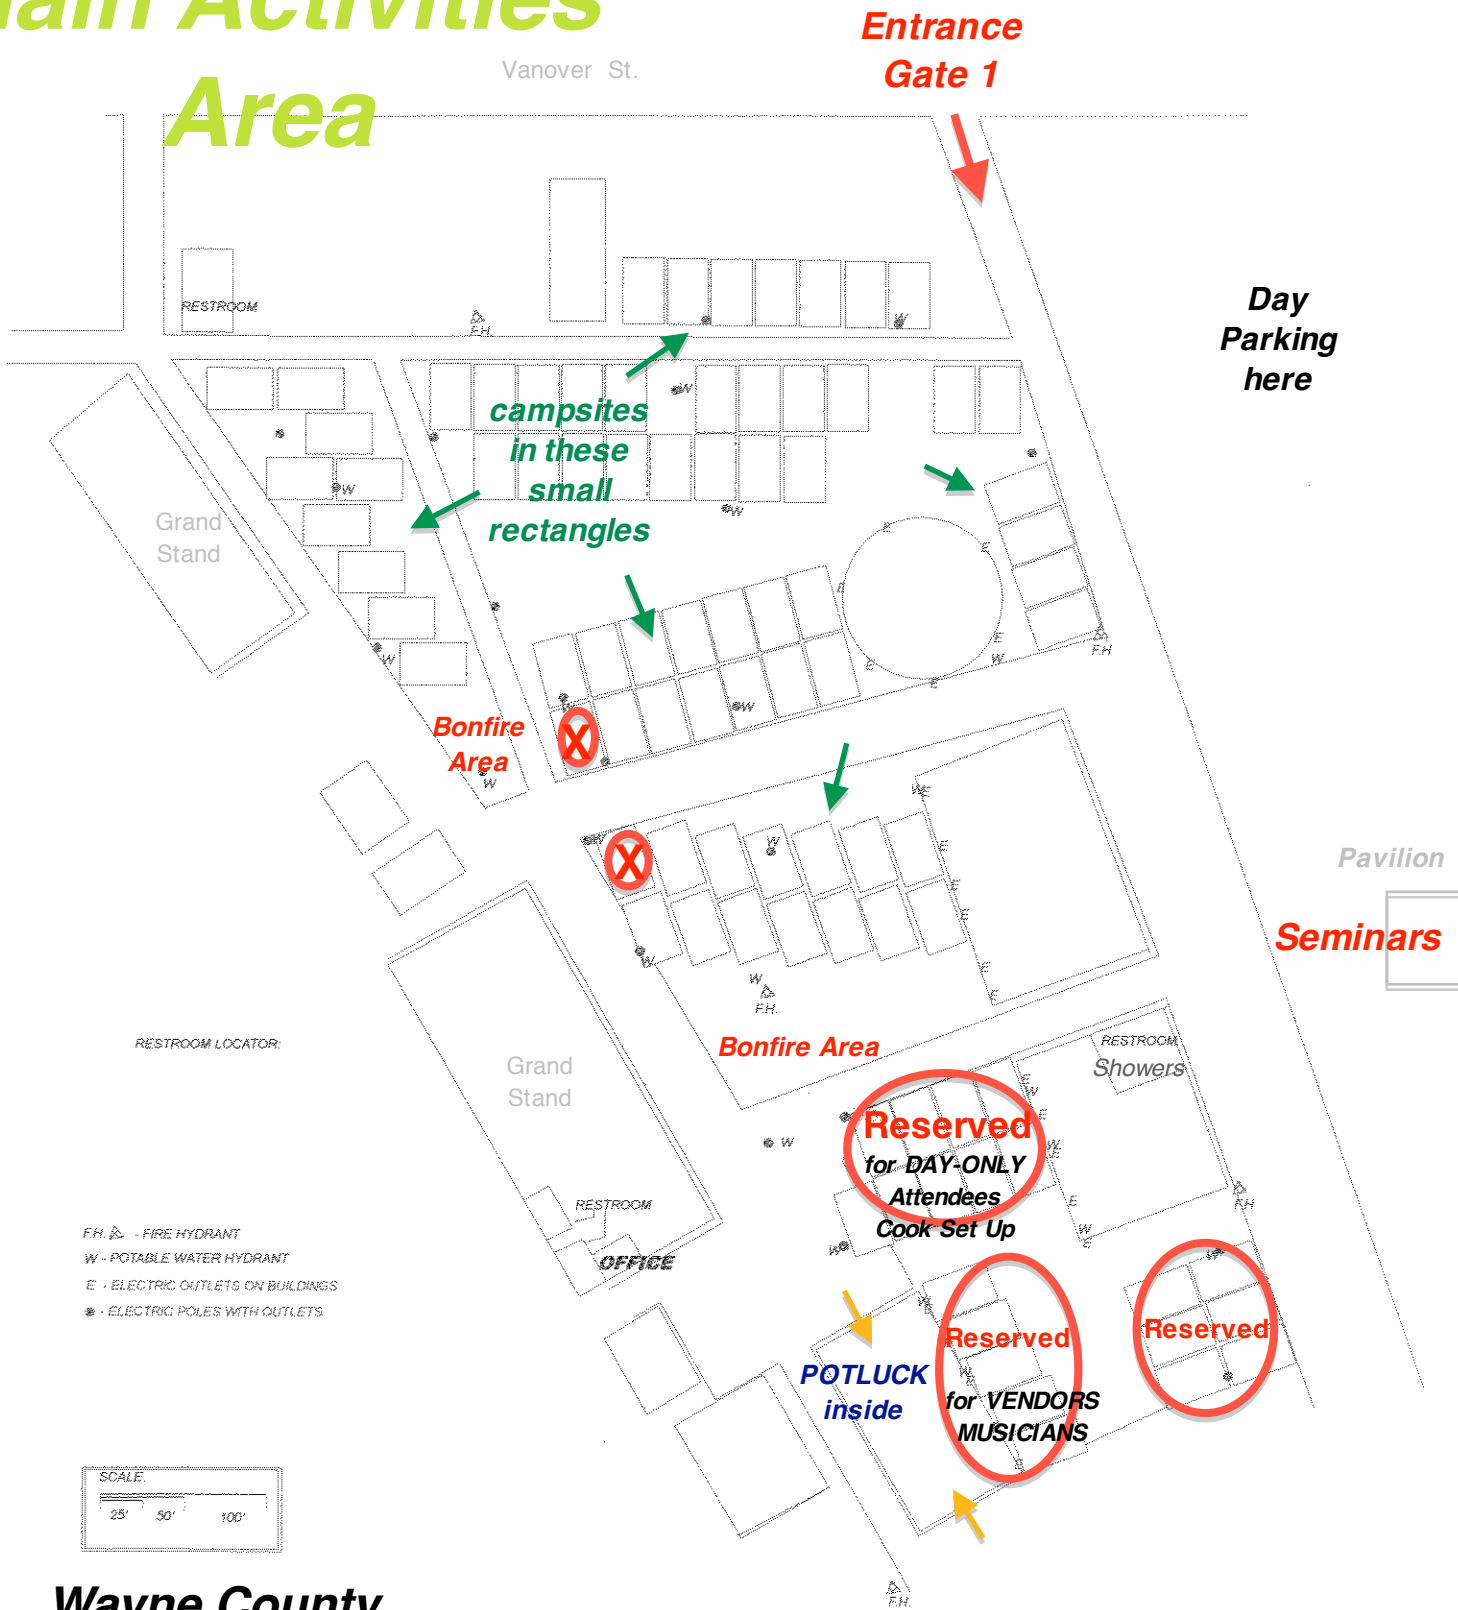 Main Activities
Area
Vanover St.
Entrance
Gate 1
RESTROOM
F.H.
W
Day
Parking
here
W
campsites
in these
small
rectangles
W
W
Grand
Stand
E
E
E
W
E
W
F.H
E
E
W
W
Bonfire
Area
X
W
W
E
W
X
W
E
Pavilion
E
E
Seminars
W
W
E
F.H.
E
RESTROOM LOCATOR:
Bonfire Area
RESTROOM
Showers
Grand
Stand
E
W
E
Reserved
W
W
E
for DAY-ONLY
Attendees
Cook Set Up
E
W
E
F.H
RESTROOM
OFFICE
W
W
F.H. - FIRE HYDRANT
W - POTABLE WATER HYDRANT
E - ELECTRIC OUTLETS ON BUILDINGS
- ELECTRIC POLES WITH OUTLETS
W
Reserved
Reserved
POTLUCK
inside
W
for VENDORS
MUSICIANS
E
SCALE:
25' 50' 100'
Wayne County
F.H.